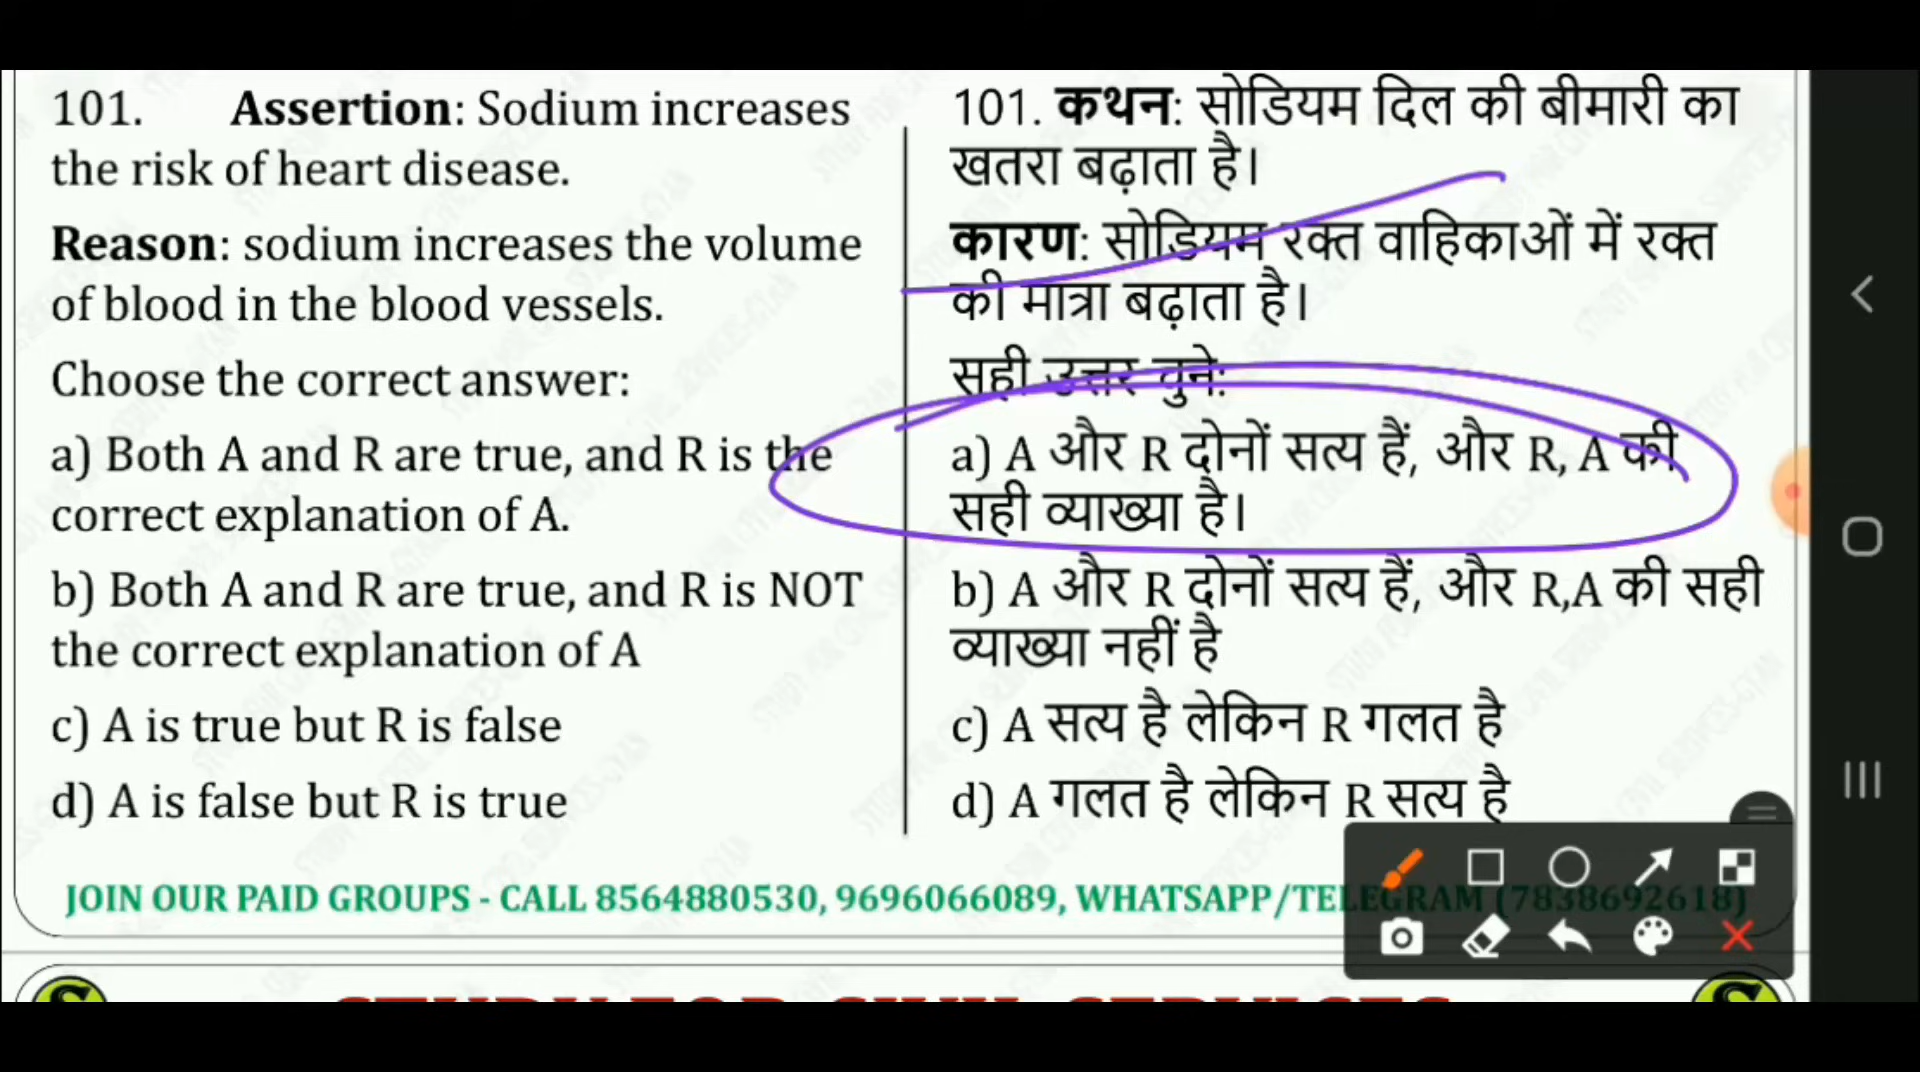 101. Assertion: Sodium increases
the risk of heart disease.
Reason: sodium increases the volume
of blood in the blood vessels.
Choose the correct answer:
a) Both A and R are true, and R is the
correct explanation of A.
b) Both A and R are true, and R is NOT
the correct explanation of A
c) A is true but R is false
d) A is false but R is true
101. कथन: सोडियम दिल की बीमारी का
खतरा बढ़ाता है।
कारण: सोडियम रक्त वाहिकाओं में रक्त
की मात्रा बढ़ाता है।
सही उत्तर चुने:
a) A और R दोनों सत्य हैं, और R, A की
सही व्याख्या है।
b) A और R दोनों सत्य हैं, और R,A की सही
व्याख्या नहीं है
c) A सत्य है लेकिन R गलत है
d) A गलत है लेकिन R सत्य है
JOIN OUR PAID GROUPS - CALL 8564880530, 9696066089, WHATSAPP/TELEGRAM (7838692618)
STUDY FOR CIVIL SERVICES